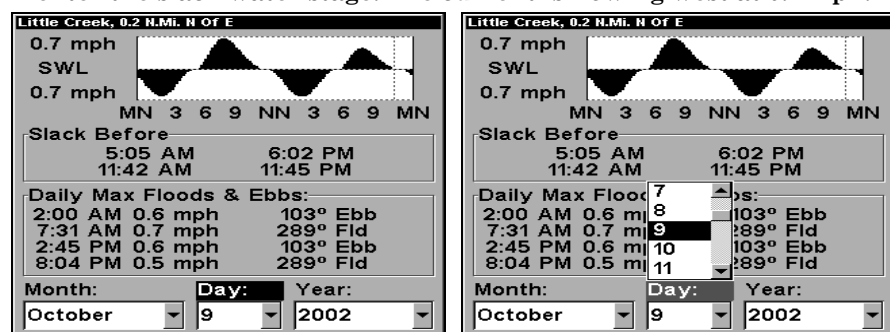 Little Creek, 0.2 N.Mi. N Of E
0.7 mph
SWL
0.7 mph
MN 3 6 9 NN 3 6 9 MN
Slack Before
5:05 AM 6:02 PM
11:42 AM 11:45 PM
Daily Max Floods & Ebbs:
2:00 AM 0.6 mph 103º Ebb
7:31 AM 0.7 mph 289º Fld
2:45 PM 0.6 mph 103º Ebb
8:04 PM 0.5 mph 289º Fld
Month: Day: Year:
October 9 2002
Little Creek, 0.2 N.Mi. N Of E
0.7 mph
SWL
0.7 mph
MN 3 6 9 NN 3 6 9 MN
Slack Before
5:05 AM 6:02 PM
11:42 AM 11:45 PM
Daily Max Flood bs:
2:00 AM 0.6 m 103º Ebb
7:31 AM 0.7 m 289º Fld
2:45 PM 0.6 m 103º Ebb
8:04 PM 0.5 m 289º Fld
7
8
9
10
11
Month: Day: Year:
October 9 2002